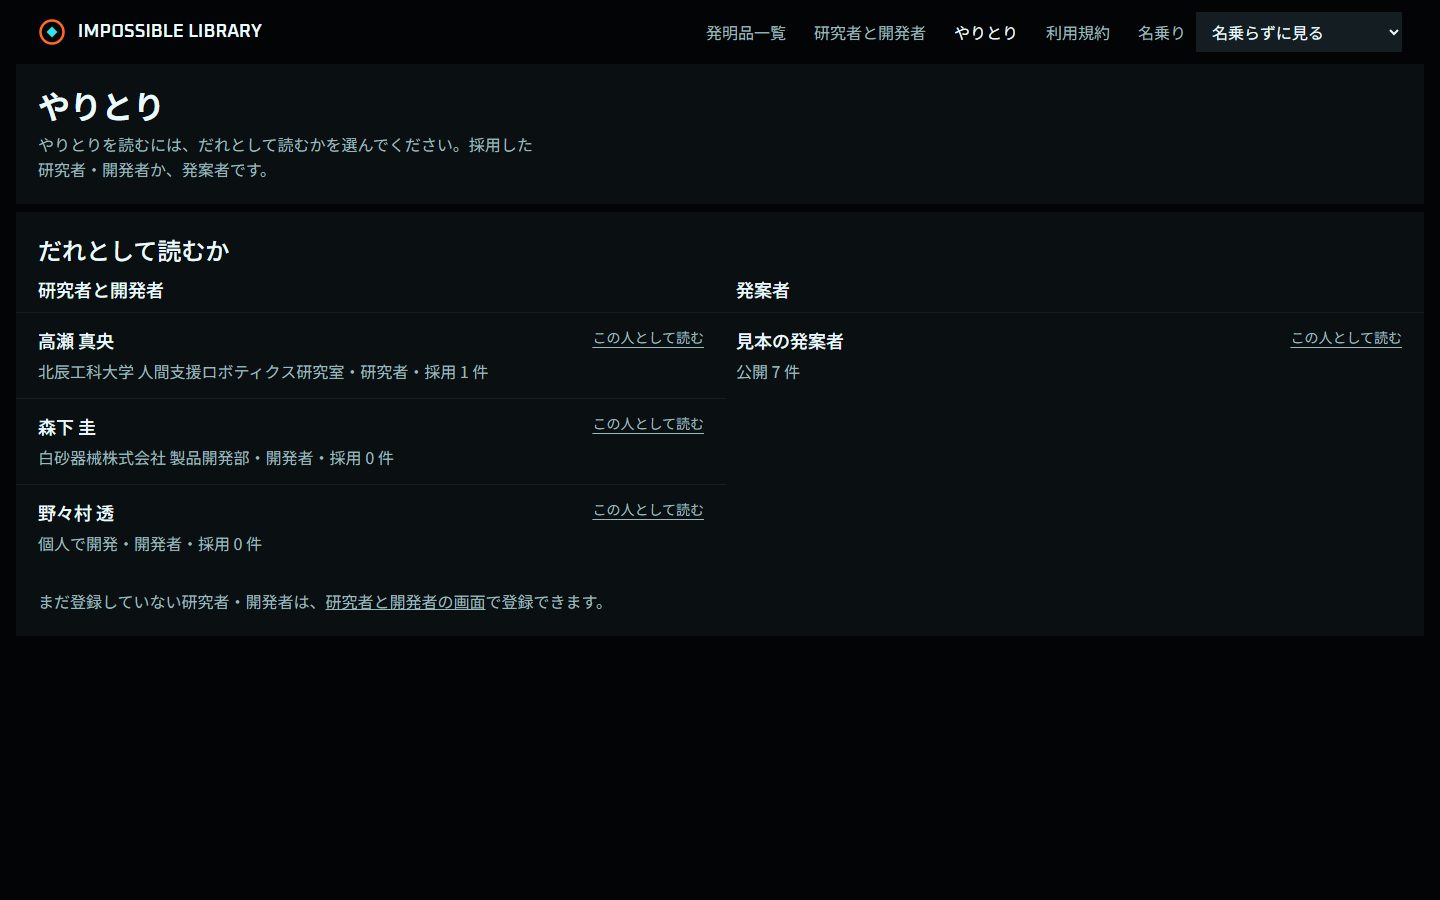 IMPOSSIBLE LIBRARY
発明品一覧
研究者と開発者
やりとり
利用規約
名乗り
名乗らずに見る
やりとり
やりとりを読むには、だれとして読むかを選んでください。採用した
研究者・開発者か、発案者です。
だれとして読むか
研究者と開発者
高瀬 真央
この人として読む
北辰工科大学 人間支援ロボティクス研究室・研究者・採用 1 件
森下 圭
この人として読む
白砂器械株式会社 製品開発部・開発者・採用 0 件
野々村 透
この人として読む
個人で開発・開発者・採用 0 件
発案者
見本の発案者
この人として読む
公開 7 件
まだ登録していない研究者・開発者は、研究者と開発者の画面で登録できます。